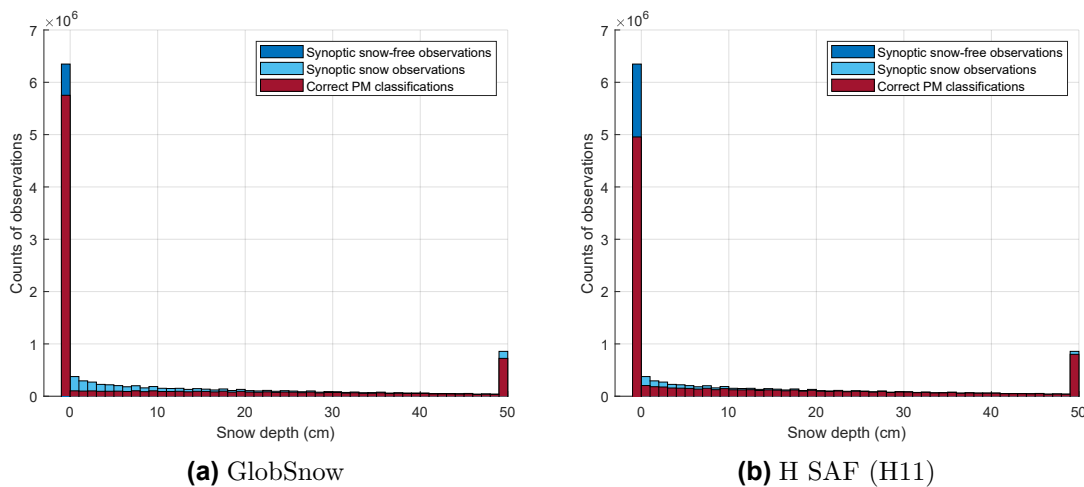 ×10⁶
7
6
5
4
3
2
1
0
Counts of observations
0 10 20 30 40 50
Snow depth (cm)
Synoptic snow-free observations
Synoptic snow observations
Correct PM classifications
(a) GlobSnow
×10⁶
7
6
5
4
3
2
1
0
Counts of observations
0 10 20 30 40 50
Snow depth (cm)
Synoptic snow-free observations
Synoptic snow observations
Correct PM classifications
(b) H SAF (H11)